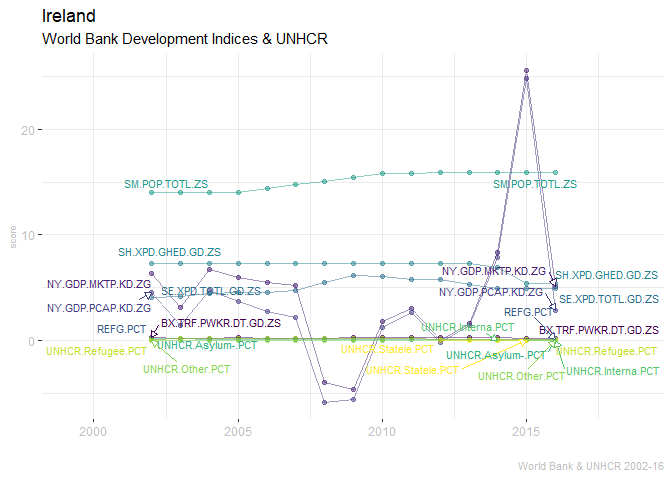 Ireland
World Bank Development Indices & UNHCR
20
10
0
score
SM.POP.TOTL.ZS
SM.POP.TOTL.ZS
SH.XPD.GHED.GD.ZS
NY.GDP.MKTP.KD.ZG
SH.XPD.GHED.GD.ZS
NY.GDP.MKTP.KD.ZG
SE.XPD.TOTL.GD.ZS
NY.GDP.PCAP.KD.ZG
SE.XPD.TOTL.GD.ZS
NY.GDP.PCAP.KD.ZG
REFG.PCT
BX.TRF.PWKR.DT.GD.ZS
UNHCR.Interna.PCT
REFG.PCT
BX.TRF.PWKR.DT.GD.ZS
UNHCR.Refugee.PCT
UNHCR.Asylum-.PCT
UNHCR.Statele.PCT
UNHCR.Asylum-.PCT
UNHCR.Refugee.PCT
UNHCR.Other.PCT
UNHCR.Statele.PCT
UNHCR.Other.PCT
UNHCR.Interna.PCT
2000
2005
2010
2015
World Bank & UNHCR 2002-16